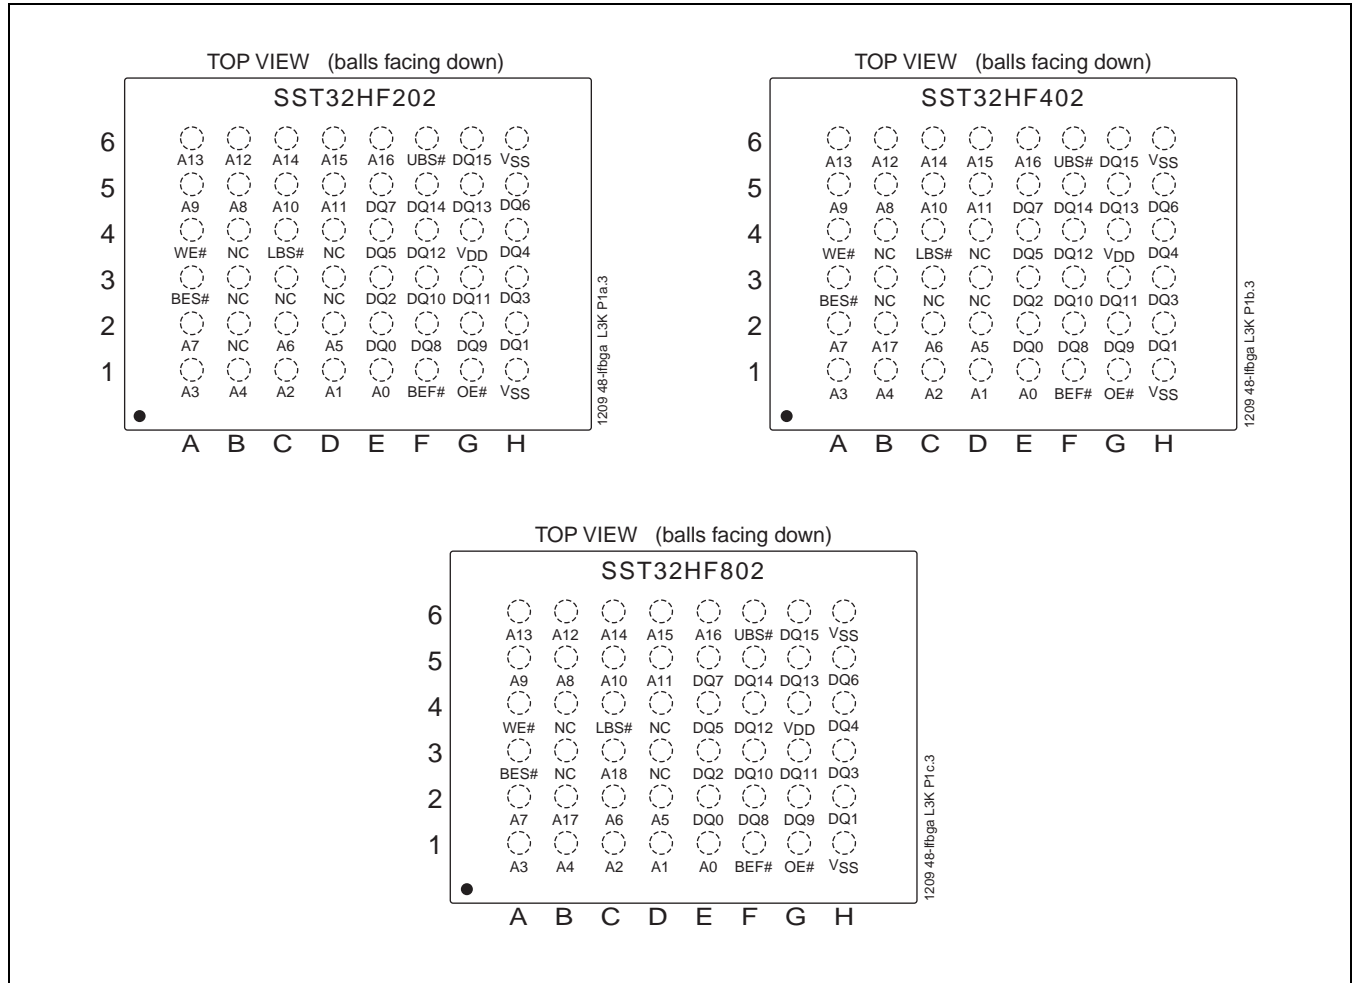 TOP VIEW (balls facing down)
SST32HF202
6
A13 A12 A14 A15 A16 UBS# DQ15 VSS
5
A9 A8 A10 A11 DQ7 DQ14 DQ13 DQ6
4
WE# NC LBS# NC DQ5 DQ12 VDD DQ4
3
BES# NC NC NC DQ2 DQ10 DQ11 DQ3
2
A7 NC A6 A5 DQ0 DQ8 DQ9 DQ1
1
A3 A4 A2 A1 A0 BEF# OE# VSS
A B C D E F G H
1209 48-lfbga L3K P1a.3
TOP VIEW (balls facing down)
SST32HF402
6
A13 A12 A14 A15 A16 UBS# DQ15 VSS
5
A9 A8 A10 A11 DQ7 DQ14 DQ13 DQ6
4
WE# NC LBS# NC DQ5 DQ12 VDD DQ4
3
BES# NC NC NC DQ2 DQ10 DQ11 DQ3
2
A7 A17 A6 A5 DQ0 DQ8 DQ9 DQ1
1
A3 A4 A2 A1 A0 BEF# OE# VSS
A B C D E F G H
1209 48-lfbga L3K P1b.3
TOP VIEW (balls facing down)
SST32HF802
6
A13 A12 A14 A15 A16 UBS# DQ15 VSS
5
A9 A8 A10 A11 DQ7 DQ14 DQ13 DQ6
4
WE# NC LBS# NC DQ5 DQ12 VDD DQ4
3
BES# NC A18 NC DQ2 DQ10 DQ11 DQ3
2
A7 A17 A6 A5 DQ0 DQ8 DQ9 DQ1
1
A3 A4 A2 A1 A0 BEF# OE# VSS
A B C D E F G H
1209 48-lfbga L3K P1c.3